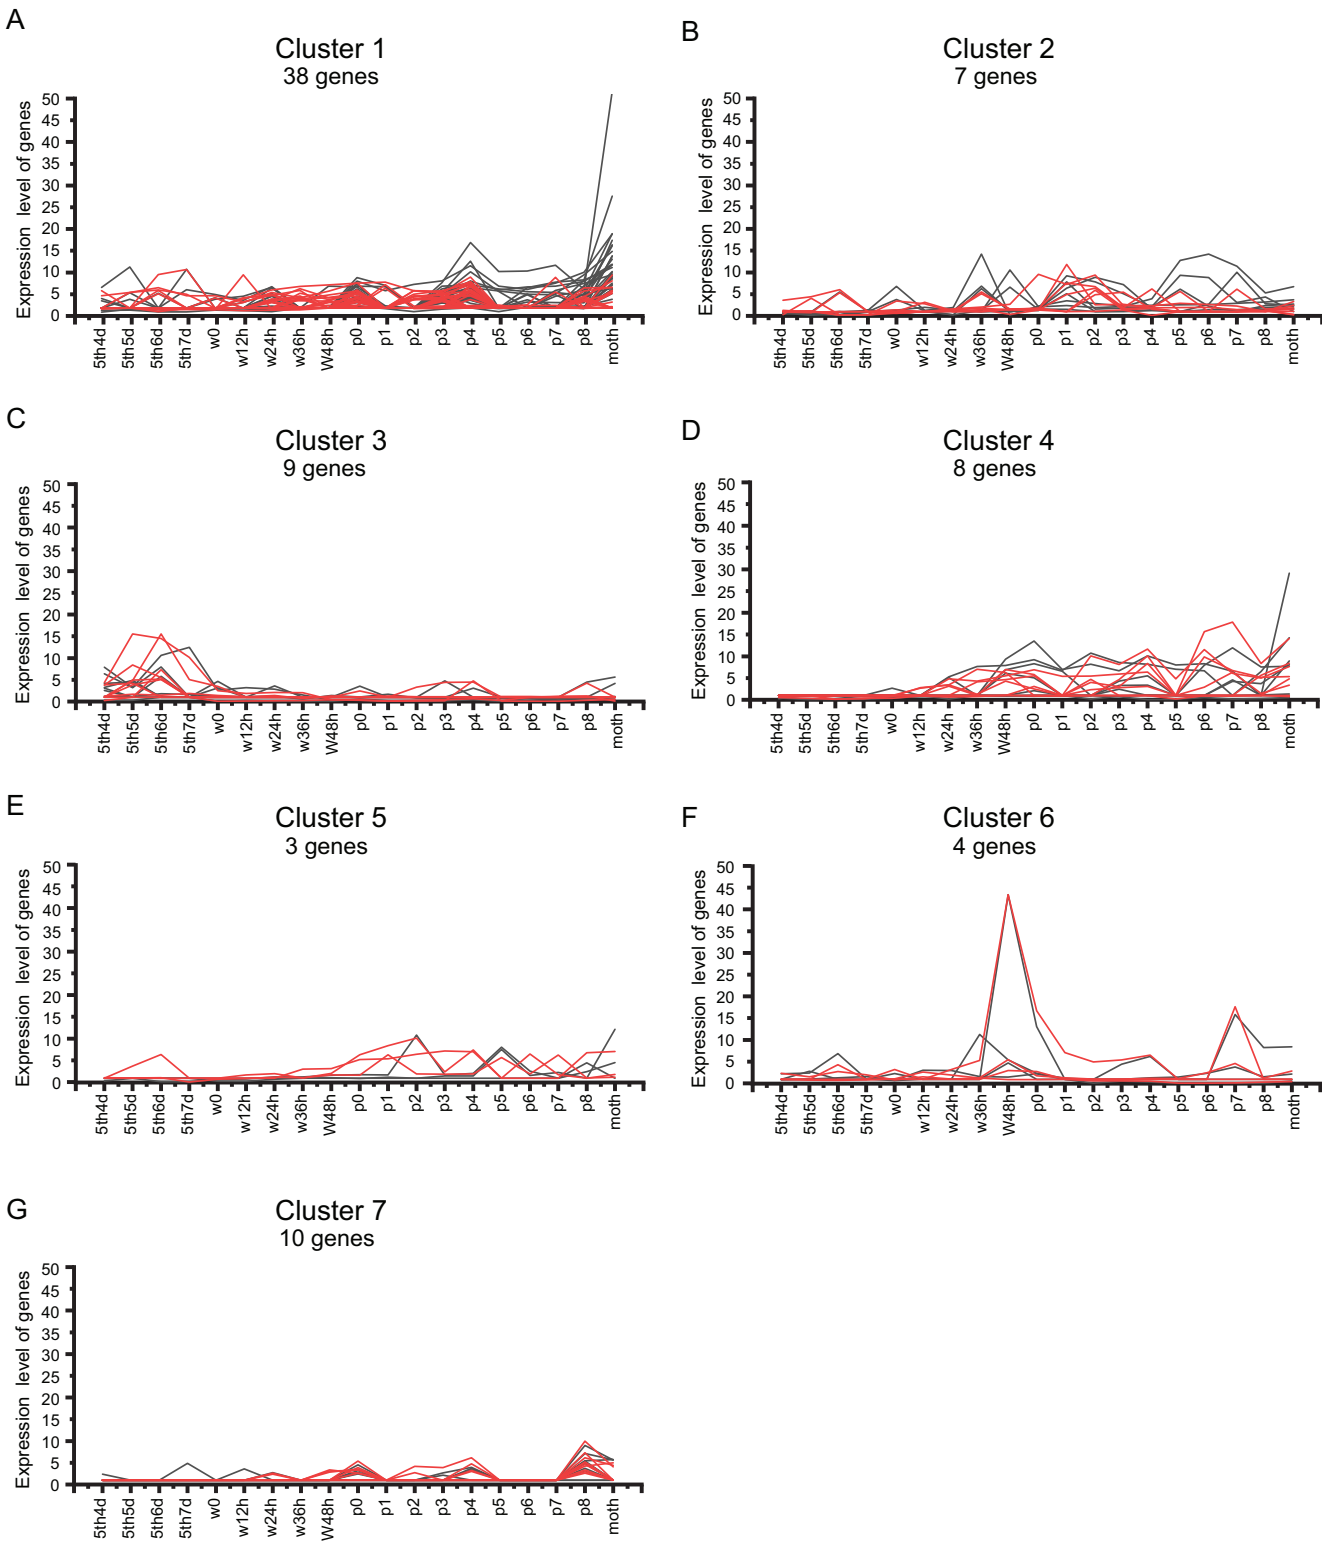 A
Cluster 1
38 genes
Expression level of genes
50
45
40
35
30
25
20
15
10
5
0
5th4d
5th5d
5th6d
5th7d
w0
w12h
w24h
w36h
W48h
p0
p1
p2
p3
p4
p5
p6
p7
p8
moth
B
Cluster 2
7 genes
Expression level of genes
50
45
40
35
30
25
20
15
10
5
0
5th4d
5th5d
5th6d
5th7d
w0
w12h
w24h
w36h
W48h
p0
p1
p2
p3
p4
p5
p6
p7
p8
moth
C
Cluster 3
9 genes
Expression level of genes
50
45
40
35
30
25
20
15
10
5
0
5th4d
5th5d
5th6d
5th7d
w0
w12h
w24h
w36h
W48h
p0
p1
p2
p3
p4
p5
p6
p7
p8
moth
D
Cluster 4
8 genes
Expression level of genes
50
45
40
35
30
25
20
15
10
5
0
5th4d
5th5d
5th6d
5th7d
w0
w12h
w24h
w36h
W48h
p0
p1
p2
p3
p4
p5
p6
p7
p8
moth
E
Cluster 5
3 genes
Expression level of genes
50
45
40
35
30
25
20
15
10
5
0
5th4d
5th5d
5th6d
5th7d
w0
w12h
w24h
w36h
W48h
p0
p1
p2
p3
p4
p5
p6
p7
p8
moth
F
Cluster 6
4 genes
Expression level of genes
50
45
40
35
30
25
20
15
10
5
0
5th4d
5th5d
5th6d
5th7d
w0
w12h
w24h
w36h
W48h
p0
p1
p2
p3
p4
p5
p6
p7
p8
moth
G
Cluster 7
10 genes
Expression level of genes
50
45
40
35
30
25
20
15
10
5
0
5th4d
5th5d
5th6d
5th7d
w0
w12h
w24h
w36h
W48h
p0
p1
p2
p3
p4
p5
p6
p7
p8
moth